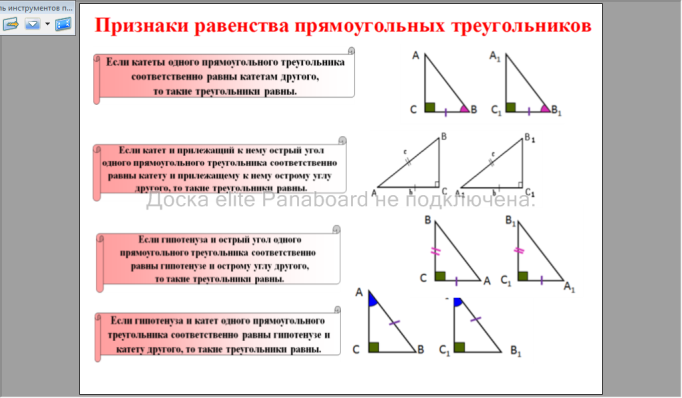 ль инструментов п...
Признаки равенства прямоугольных треугольников
Если катеты одного прямоугольного треугольника
соответственно равны катетам другого,
то такие треугольники равны.
A A1
C B C1 B1
Если катет и прилежащий к нему острый угол
одного прямоугольного треугольника соответственно
равны катету и прилежащему к нему острому углу
другого, то такие треугольники равны.
B B1
c c
A b C A1 b C1
Доска elite Panaboard не подключена.
Если гипотенуза и острый угол одного
прямоугольного треугольника соответственно
равны гипотенузе и острому углу другого,
то такие треугольники равны.
B B1
C A C1 A1
Если гипотенуза и катет одного прямоугольного
треугольника соответственно равны гипотенузе и
катету другого, то такие треугольники равны.
A
C B C1 B1